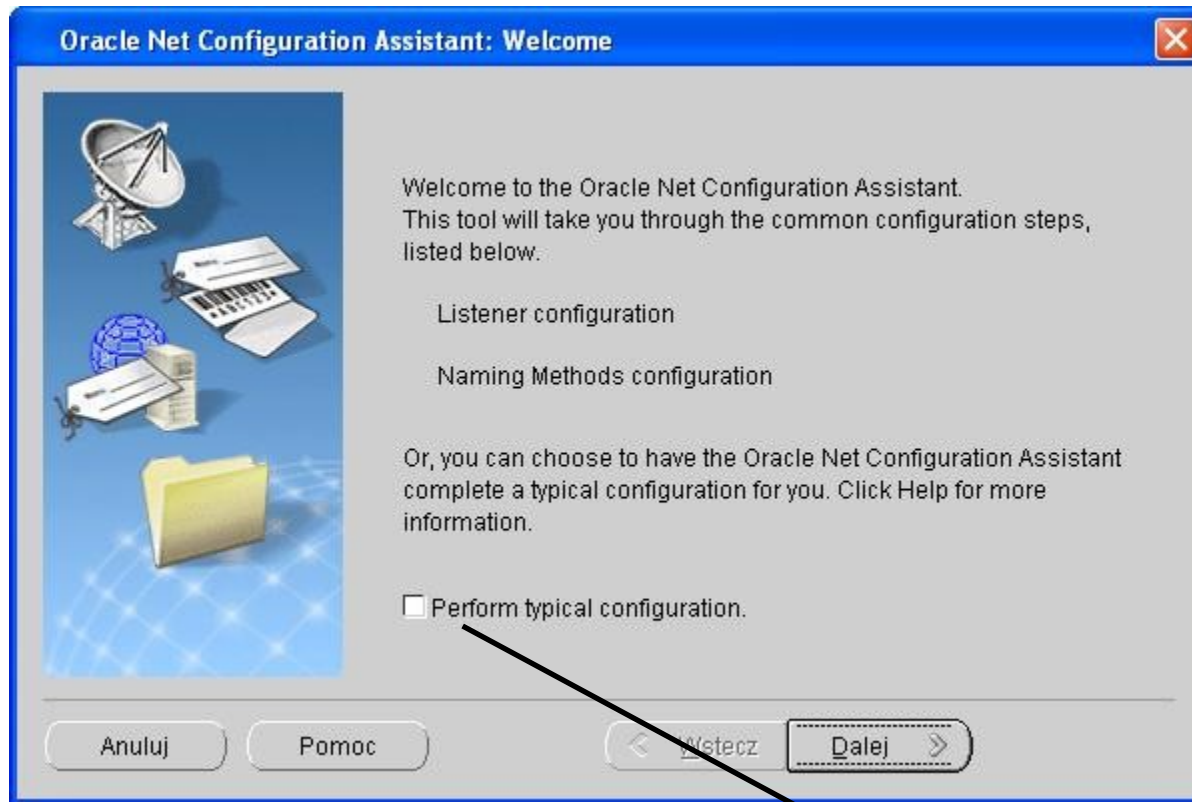 Oracle Net Configuration Assistant: Welcome
Welcome to the Oracle Net Configuration Assistant.
This tool will take you through the common configuration steps,
listed below.
Listener configuration
Naming Methods configuration
Or, you can choose to have the Oracle Net Configuration Assistant
complete a typical configuration for you. Click Help for more
information.
Perform typical configuration.
Anuluj Pomoc Wstecz Dalej